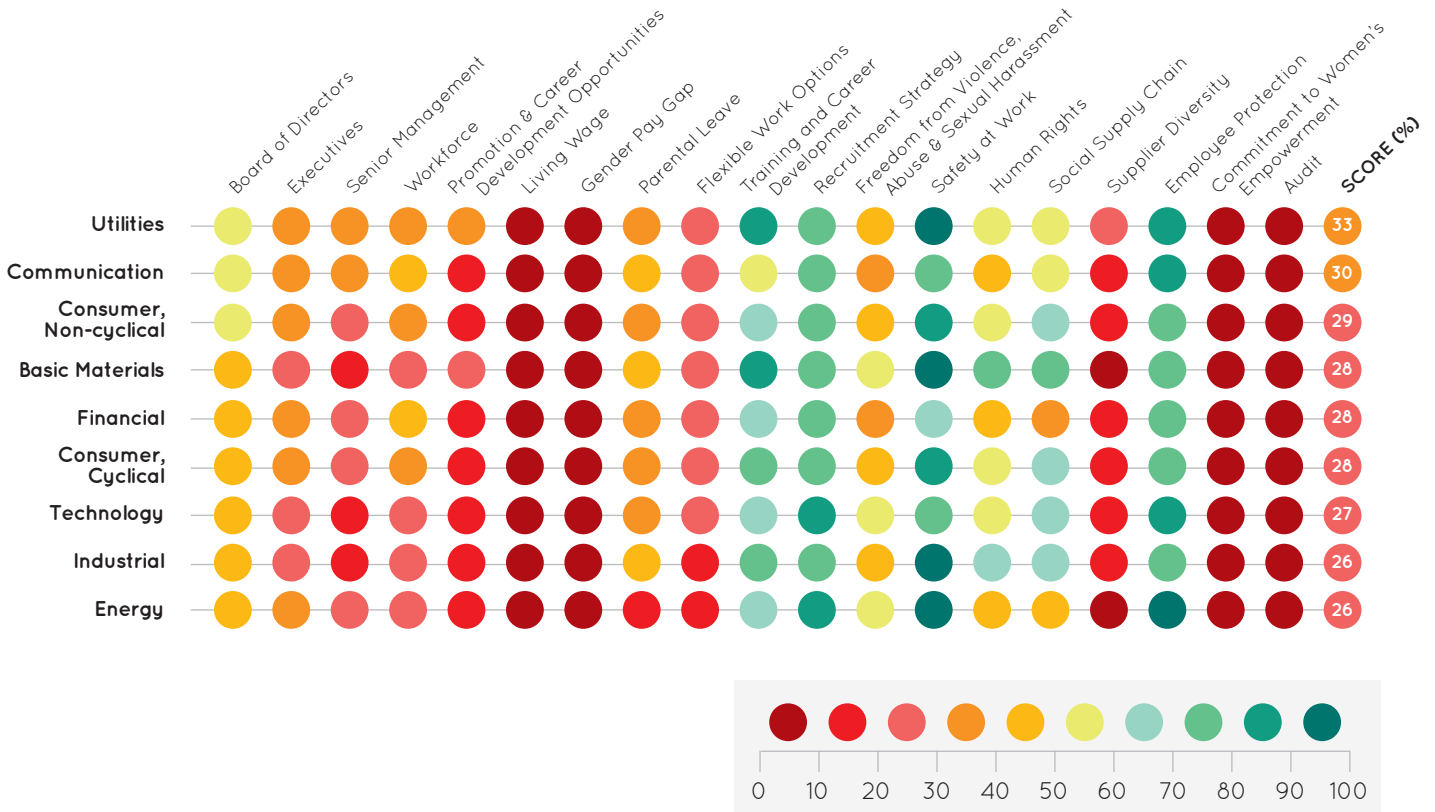 Board of Directors
Executives
Senior Management
Workforce
Promotion & Career
Development Opportunities
Living Wage
Gender Pay Gap
Parental Leave
Flexible Work Options
Training and Career
Development
Recruitment Strategy
Freedom from Violence,
Abuse & Sexual Harassment
Safety at Work
Human Rights
Social Supply Chain
Supplier Diversity
Employee Protection
Commitment to Women's
Empowerment
Audit
SCORE (%)
Utilities 33
Communication 30
Consumer,
Non-cyclical 29
Basic Materials 28
Financial 28
Consumer,
Cyclical 28
Technology 27
Industrial 26
Energy 26
0 10 20 30 40 50 60 70 80 90 100